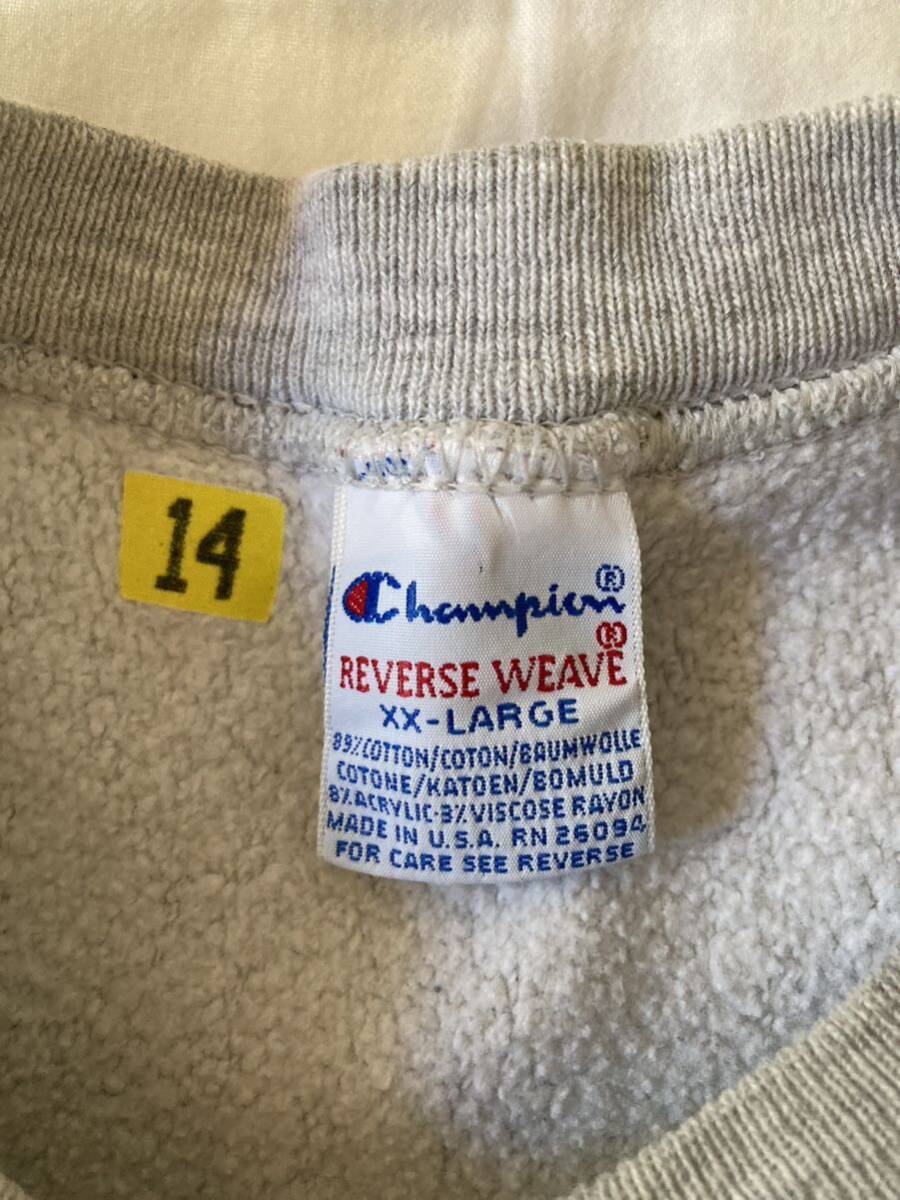 14
Champion®
REVERSE WEAVE®
XX-LARGE
89% COTTON/COTON/BAUMWOLLE
COTONE/KATOEN/BOMULD
8% ACRYLIC-3% VISCOSE RAYON
MADE IN U.S.A. RN 26094
FOR CARE SEE REVERSE